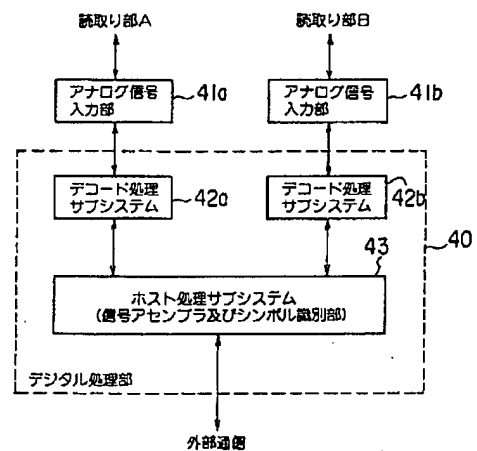 読取り部A
読取り部B
アナログ信号
入力部
41a
アナログ信号
入力部
41b
デコード処理
サブシステム
42a
デコード処理
サブシステム
42b
40
43
ホスト処理サブシステム
(信号アセンブラ及びシンボル識別部)
デジタル処理部
外部通信